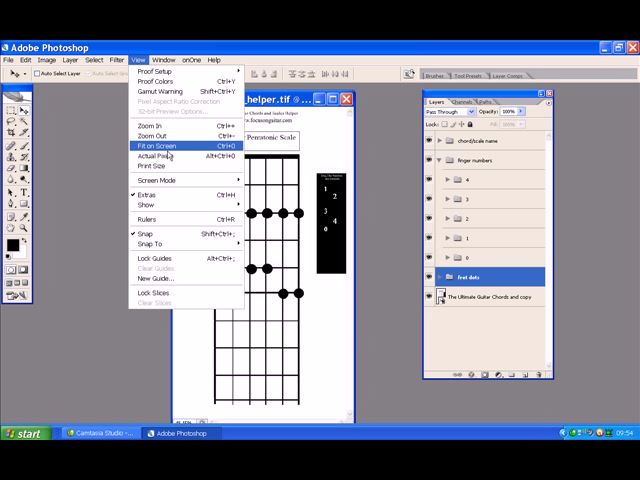 Adobe Photoshop
File Edit Image Layer Select Filter View Window onOne Help
Auto Select Layer
Brushes Tool Presets Layer Comps
Proof Setup
Proof Colors Ctrl+Y
Gamut Warning Shift+Ctrl+Y
Pixel Aspect Ratio Correction
32-bit Preview Options...
Zoom In Ctrl++
Zoom Out Ctrl+-
Fit on Screen Ctrl+0
Actual Pixels Alt+Ctrl+0
Print Size
Screen Mode
Extras Ctrl+H
Show
Rulers Ctrl+R
Snap Shift+Ctrl+;
Snap To
Lock Guides Alt+Ctrl+;
Clear Guides
New Guide...
Lock Slices
Clear Slices
_helper.tif @
Chords and Scales Helper
Pentatonic Scale
1
2
3
4
0
Layers Channels Paths
Pass Through Opacity: 100%
Lock: Fill: 100%
chord/scale name
finger numbers
4
3
2
1
0
fret dots
The Ultimate Guitar Chords and copy
start Camtasia Studio - ... Adobe Photoshop 09:54